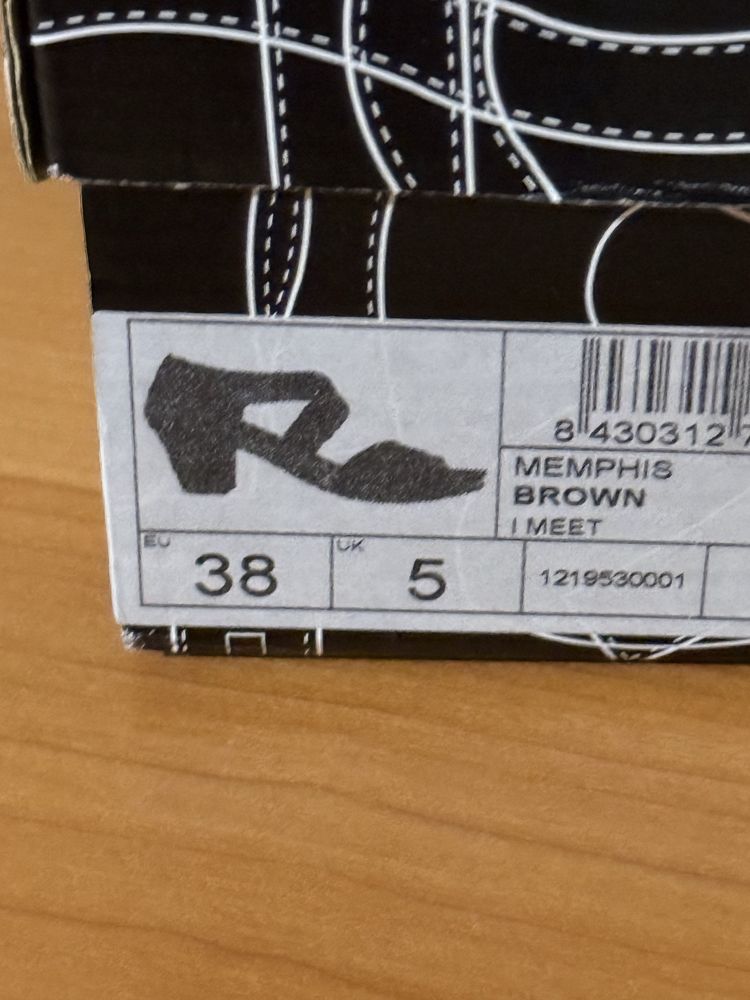 8 430312 7
MEMPHIS
BROWN
I MEET
EU 38 UK 5 1219530001